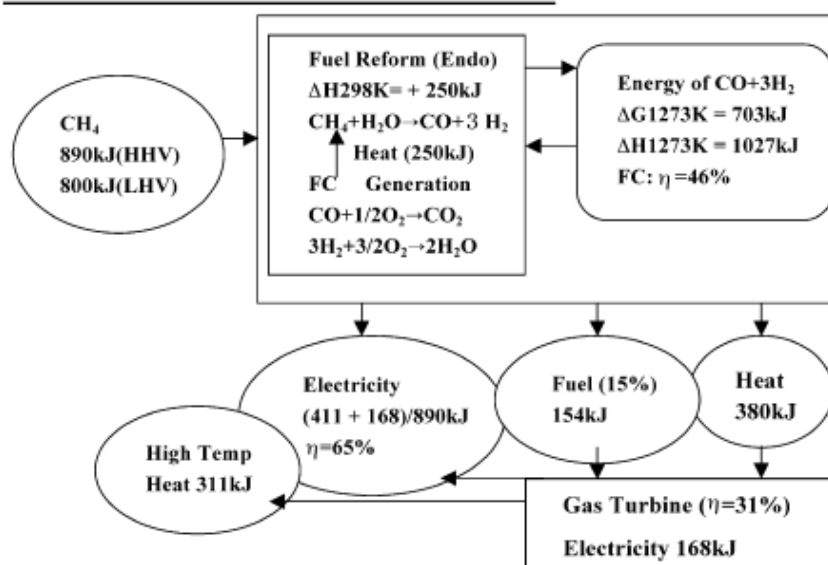 CH₄
890kJ(HHV)
800kJ(LHV)
Fuel Reform (Endo)
ΔH298K= + 250kJ
CH₄+H₂O→CO+3 H₂
Heat (250kJ)
FC Generation
CO+1/2O₂→CO₂
3H₂+3/2O₂→2H₂O
Energy of CO+3H₂
ΔG1273K = 703kJ
ΔH1273K = 1027kJ
FC: η=46%
Electricity
(411 + 168)/890kJ
η=65%
Fuel (15%)
154kJ
Heat
380kJ
High Temp
Heat 311kJ
Gas Turbine (η=31%)
Electricity 168kJ